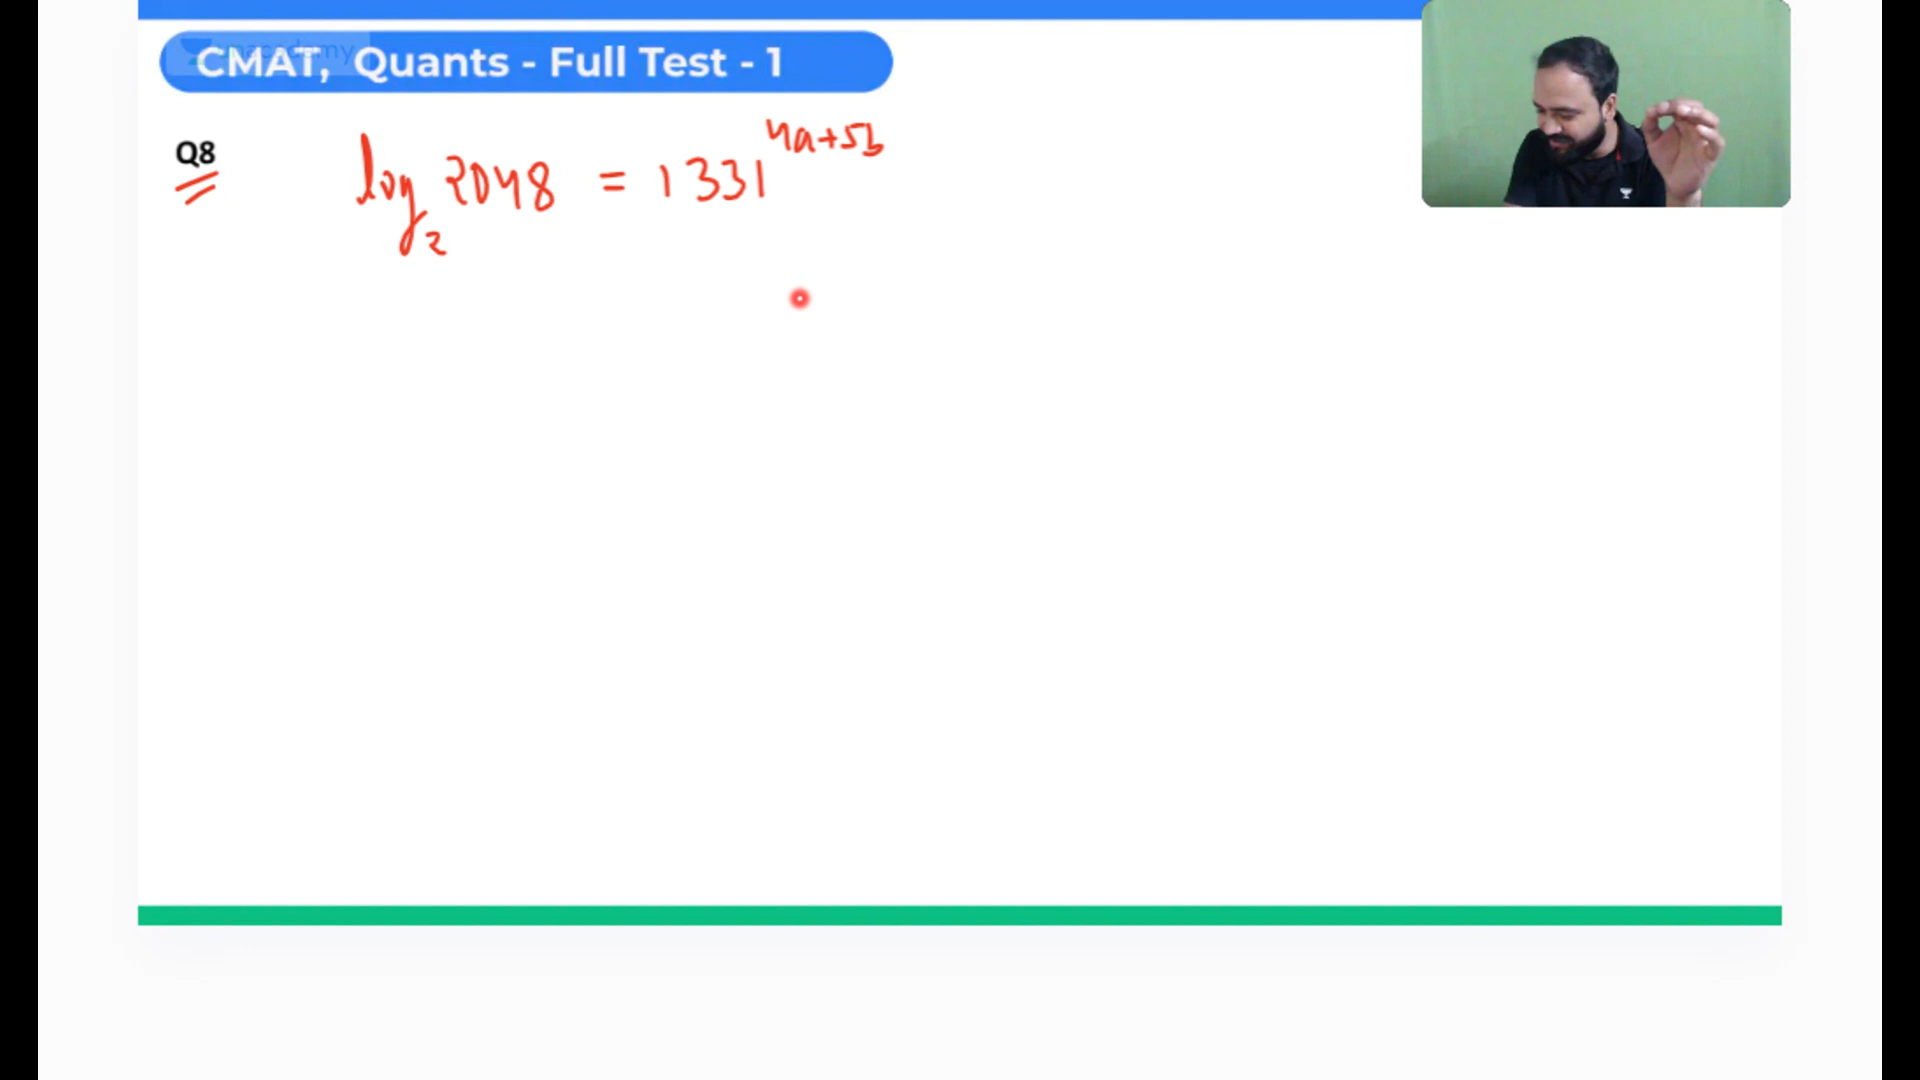 CMAT, Quants - Full Test - 1
Q8
log₂ 2048 = 1331^(4a+5b)